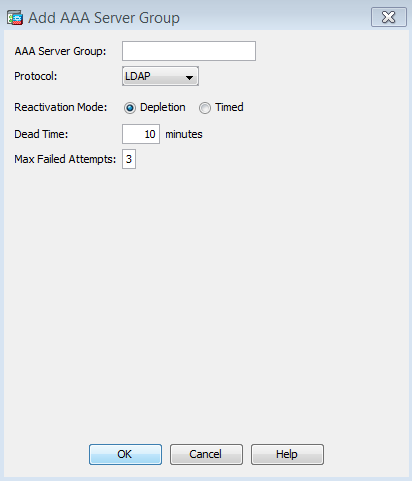 Add AAA Server Group
AAA Server Group:
Protocol: LDAP
Reactivation Mode: Depletion Timed
Dead Time: 10 minutes
Max Failed Attempts: 3
OK Cancel Help